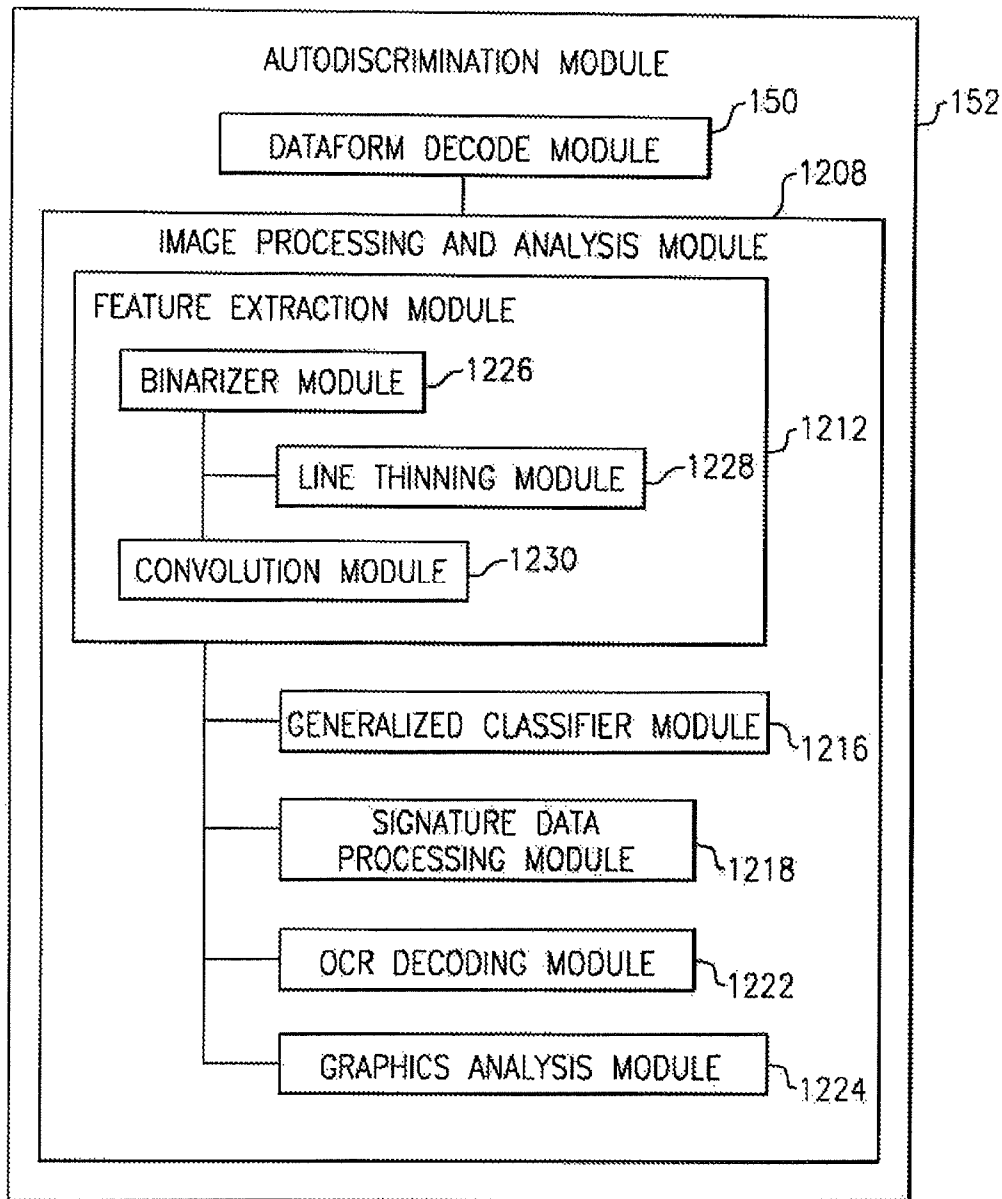 AUTODISCRIMINATION MODULE
150
152
DATAFORM DECODE MODULE
1208
IMAGE PROCESSING AND ANALYSIS MODULE
FEATURE EXTRACTION MODULE
BINARIZER MODULE
1226
1212
LINE THINNING MODULE
1228
CONVOLUTION MODULE
1230
GENERALIZED CLASSIFIER MODULE
1216
SIGNATURE DATA
PROCESSING MODULE
1218
OCR DECODING MODULE
1222
GRAPHICS ANALYSIS MODULE
1224